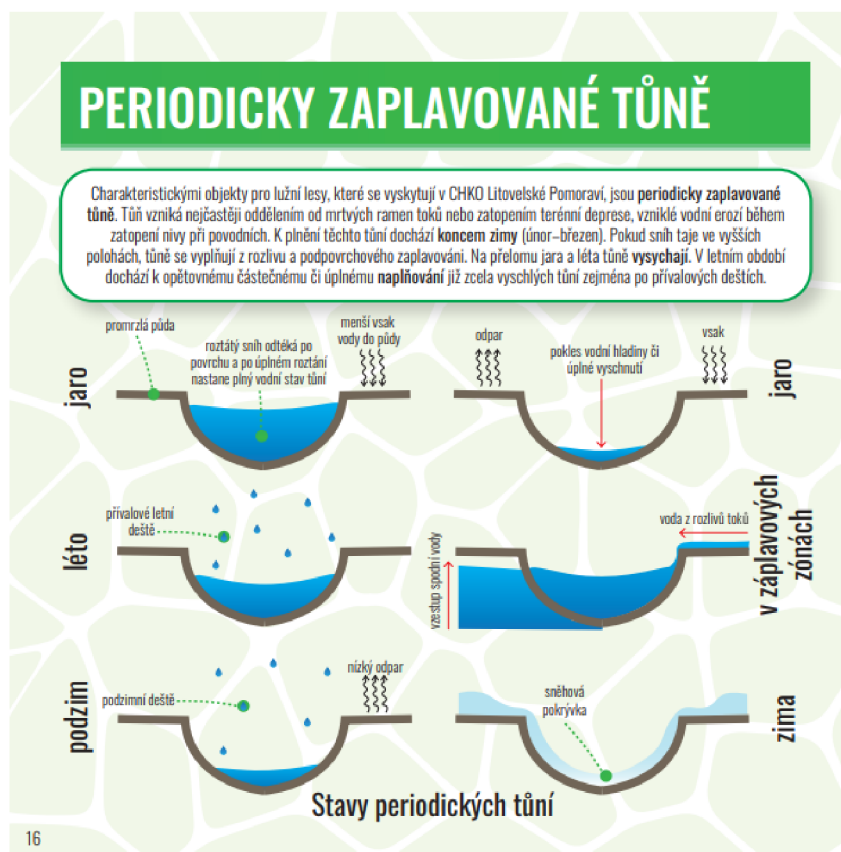 PERIODICKY ZAPLAVOVANÉ TŮNĚ
Charakteristickými objekty pro lužní lesy, které se vyskytují v CHKO Litovelské Pomoraví, jsou periodicky zaplavované
tůně. Tůň vzniká nejčastěji oddělením od mrtvých ramen toků nebo zatopením terénní deprese, vzniklé vodní erozí během
zatopení nivy při povodních. K plnění těchto tůní dochází koncem zimy (únor–březen). Pokud sníh taje ve vyšších
polohách, tůně se vyplňují z rozlivu a podpovrchového zaplavování. Na přelomu jara a léta tůně vysychají. V letním období
dochází k opětovnému částečnému či úplnému naplňování již zcela vyschlých tůní zejména po přívalových deštích.
jaro
promrzlá půda
roztátý sníh odtéká po
povrchu a po úplném roztání
nastane plný vodní stav tůní
menší vsak
vody do půdy
odpar
pokles vodní hladiny či
úplné vyschnutí
vsak
jaro
léto
přívalové letní
deště
vzestup spodní vody
voda z rozlivů toků
v záplavových
zónách
podzim
podzimní deště
nízký odpar
sněhová
pokrývka
zima
Stavy periodických tůní
16